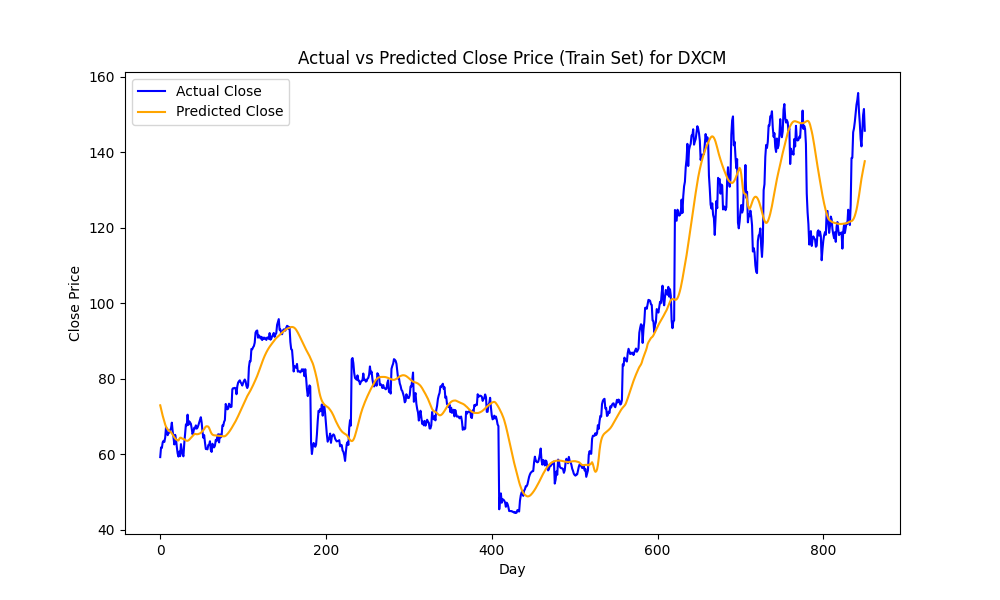 Actual vs Predicted Close Price (Train Set) for DXCM
Actual Close
Predicted Close
Close Price
160
140
120
100
80
60
40
0 200 400 600 800
Day